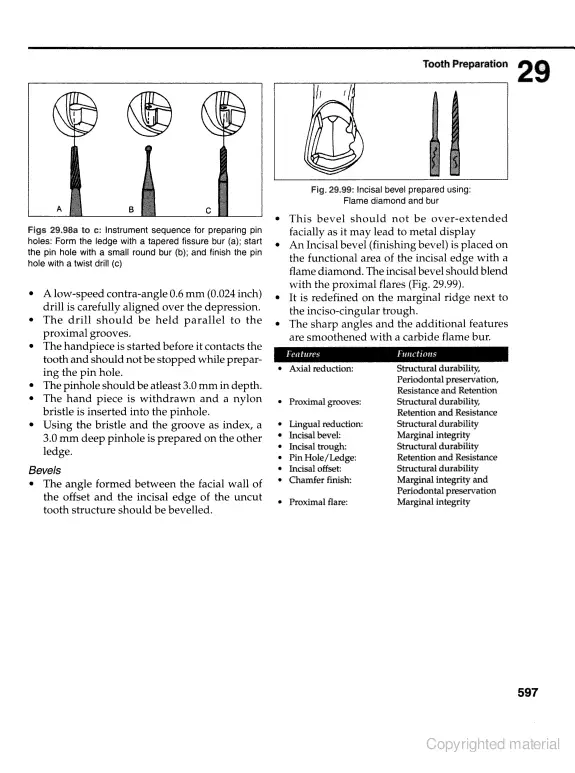 Tooth Preparation 29
A B C
Figs 29.98a to c: Instrument sequence for preparing pin
holes: Form the ledge with a tapered fissure bur (a); start
the pin hole with a small round bur (b); and finish the pin
hole with a twist drill (c)
• A low-speed contra-angle 0.6 mm (0.024 inch)
drill is carefully aligned over the depression.
• The drill should be held parallel to the
proximal grooves.
• The handpiece is started before it contacts the
tooth and should not be stopped while prepar-
ing the pin hole.
• The pinhole should be atleast 3.0 mm in depth.
• The hand piece is withdrawn and a nylon
bristle is inserted into the pinhole.
• Using the bristle and the groove as index, a
3.0 mm deep pinhole is prepared on the other
ledge.
Bevels
• The angle formed between the facial wall of
the offset and the incisal edge of the uncut
tooth structure should be bevelled.
Fig. 29.99: Incisal bevel prepared using:
Flame diamond and bur
• This bevel should not be over-extended
facially as it may lead to metal display
• An Incisal bevel (finishing bevel) is placed on
the functional area of the incisal edge with a
flame diamond. The incisal bevel should blend
with the proximal flares (Fig. 29.99).
• It is redefined on the marginal ridge next to
the inciso-cingular trough.
• The sharp angles and the additional features
are smoothened with a carbide flame bur.
Features Functions
• Axial reduction: Structural durability,
Periodontal preservation,
Resistance and Retention
• Proximal grooves: Structural durability,
Retention and Resistance
• Lingual reduction: Structural durability
• Incisal bevel: Marginal integrity
• Incisal trough: Structural durability
• Pin Hole/Ledge: Retention and Resistance
• Incisal offset: Structural durability
• Chamfer finish: Marginal integrity and
Periodontal preservation
• Proximal flare: Marginal integrity
597
Copyrighted material